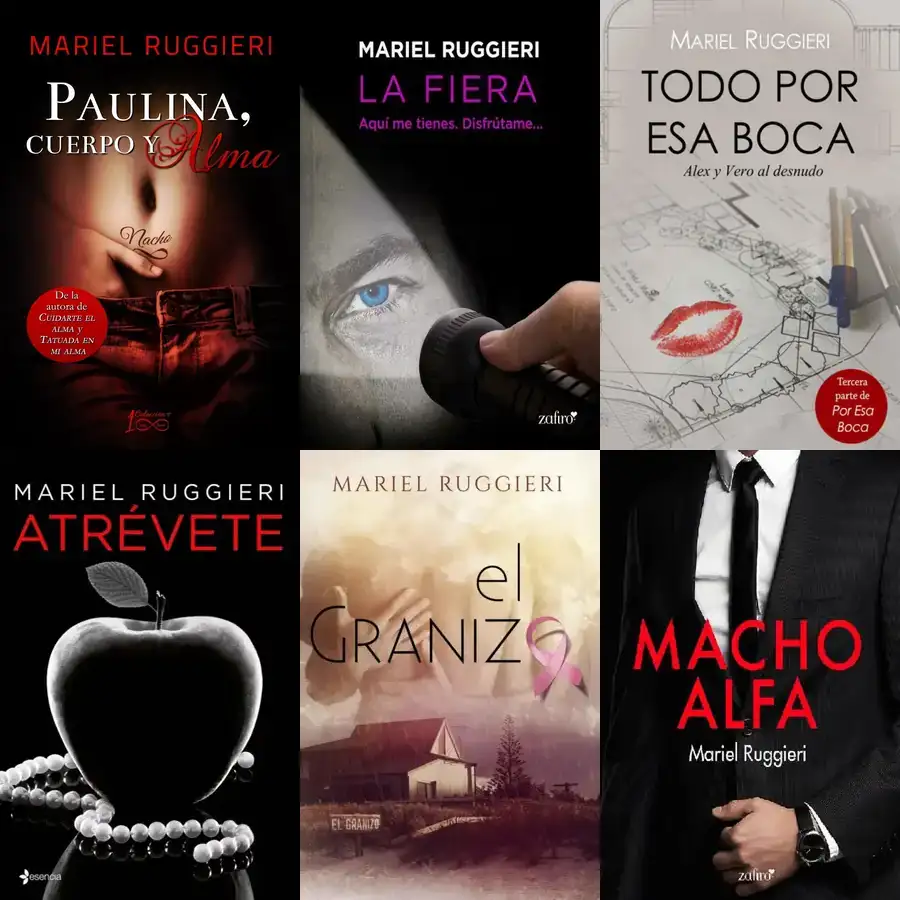 MARIEL RUGGIERI
PAULINA,
CUERPO Y Alma
Nacho
De la
autora de
CUIDARTE EL
ALMA y
TATUADA EN
MI ALMA
MARIEL RUGGIERI
LA FIERA
Aquí me tienes. Disfrútame...
zafiro
MARIEL RUGGIERI
TODO POR
ESA BOCA
Alex y Vero al desnudo
Tercera
parte de
Por Esa
Boca
MARIEL RUGGIERI
ATRÉVETE
esencia
MARIEL RUGGIERI
el
GRANIZO
EL GRANIZO
MACHO
ALFA
Mariel Ruggieri
zafiro